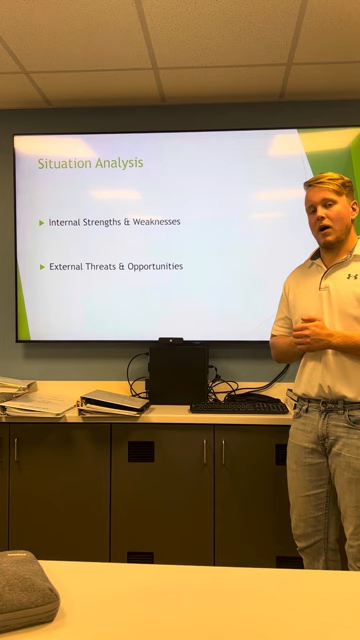 Situation Analysis
Internal Strengths & Weaknesses
External Threats & Opportunities